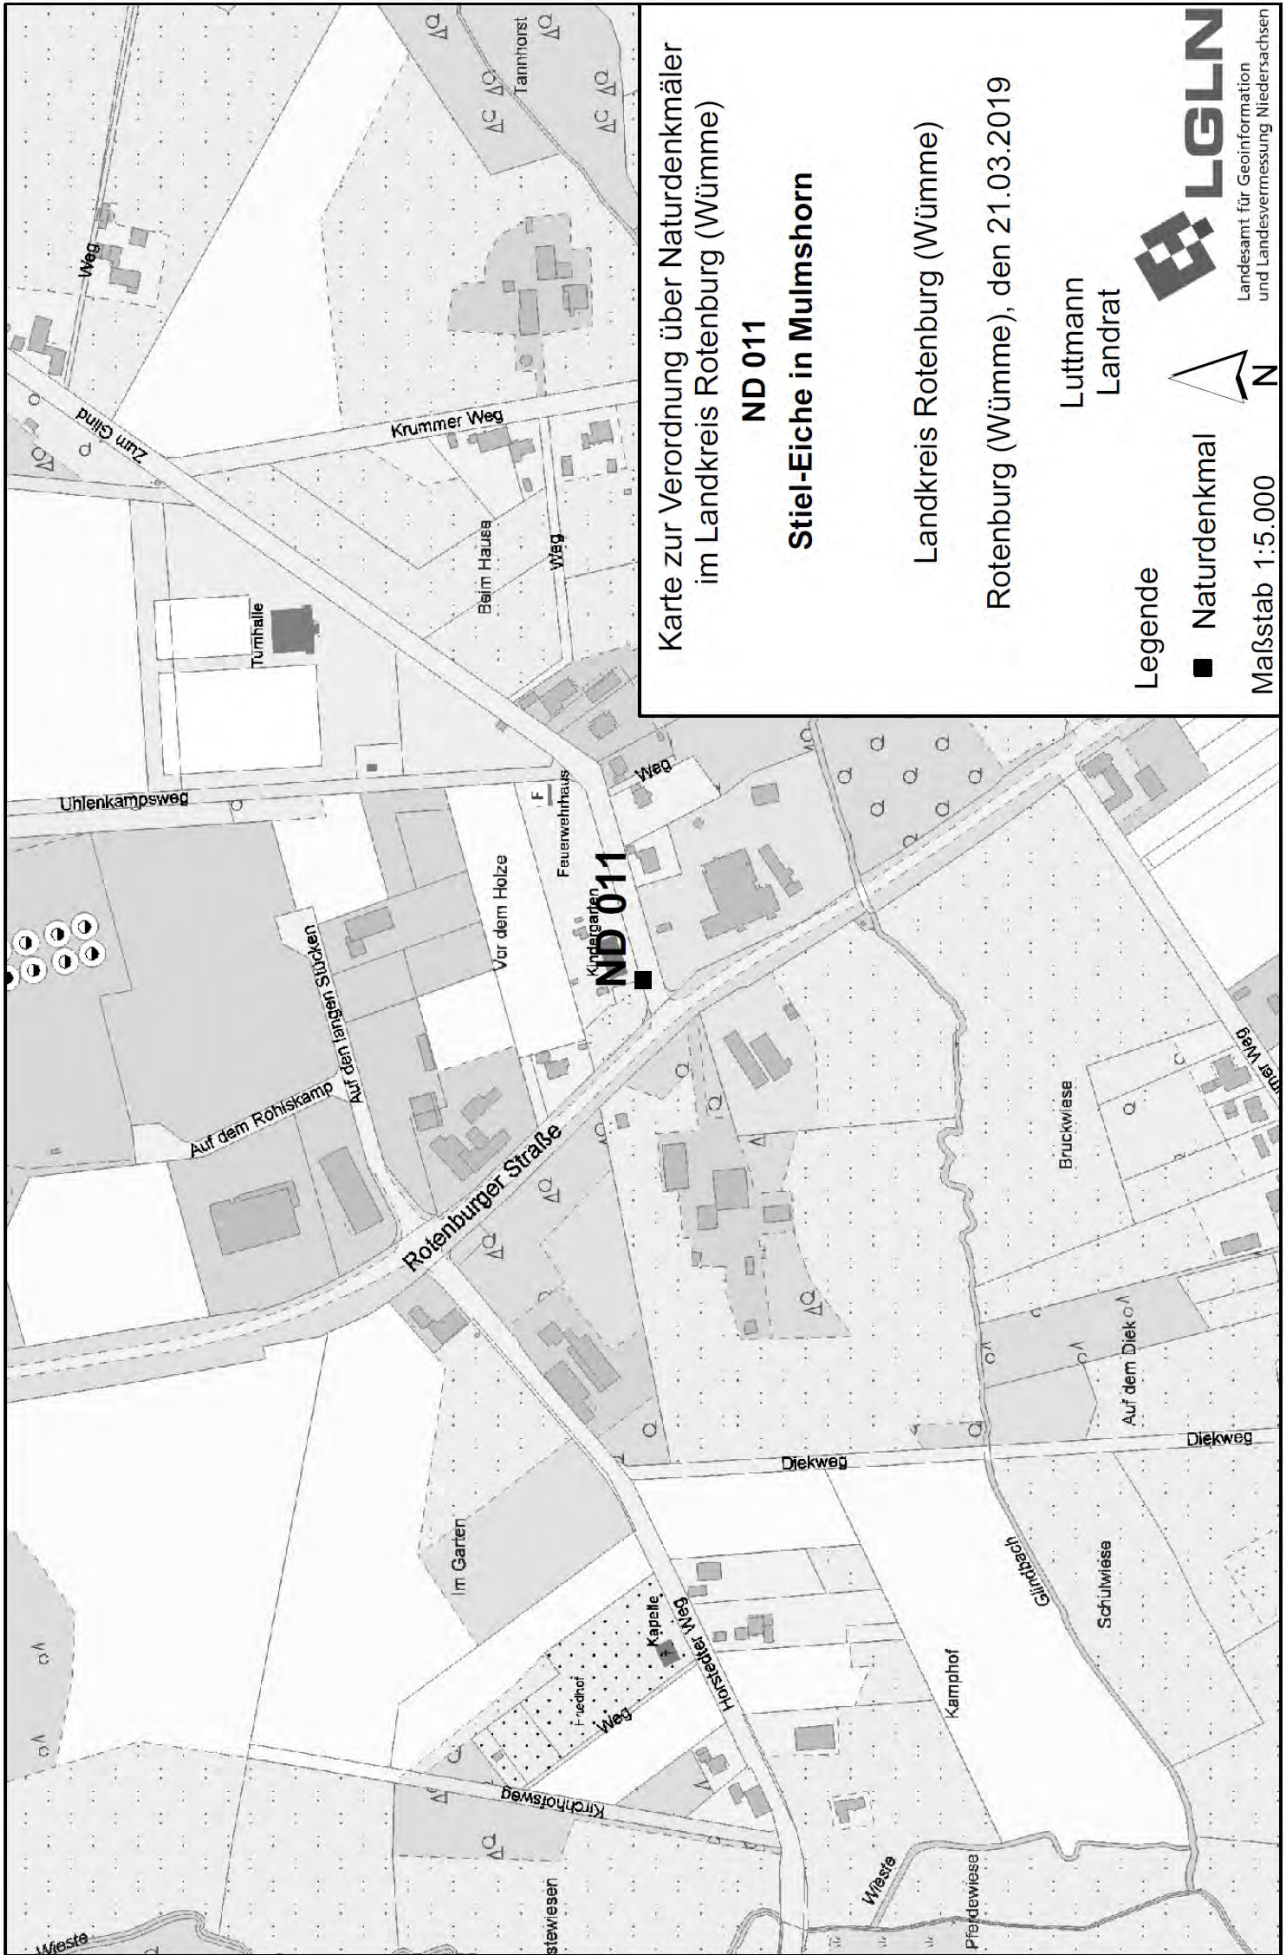 Karte zur Verordnung über Naturdenkmäler
im Landkreis Rotenburg (Wümme)
ND 011
Stiel-Eiche in Mulmshorn
Landkreis Rotenburg (Wümme)
Rotenburg (Wümme), den 21.03.2019
Luttmann
Landrat
Legende
Naturdenkmal
Maßstab 1:5.000
N
LGLN
Landesamt für Geoinformation
und Landesvermessung Niedersachsen
Wieste
stewiesen
Kirchhofsweg
Friedhof
Weg
Kapelle
Im Garten
Horstedter Weg
Wieste
Pferdewiese
Kamphof
Schulwiese
Glindbach
Diekweg
Diekweg
Auf dem Diek
Bruckwiese
mer Weg
Rotenburger Straße
Auf dem Röhlskamp
Auf den langen Stücken
Vor dem Holze
Kindergarten
ND 011
F
Feuerwehrhaus
Weg
Uhlenkampsweg
Turnhalle
Beim Hause
Weg
Krummer Weg
Zum Glind
Weg
Tannhorst